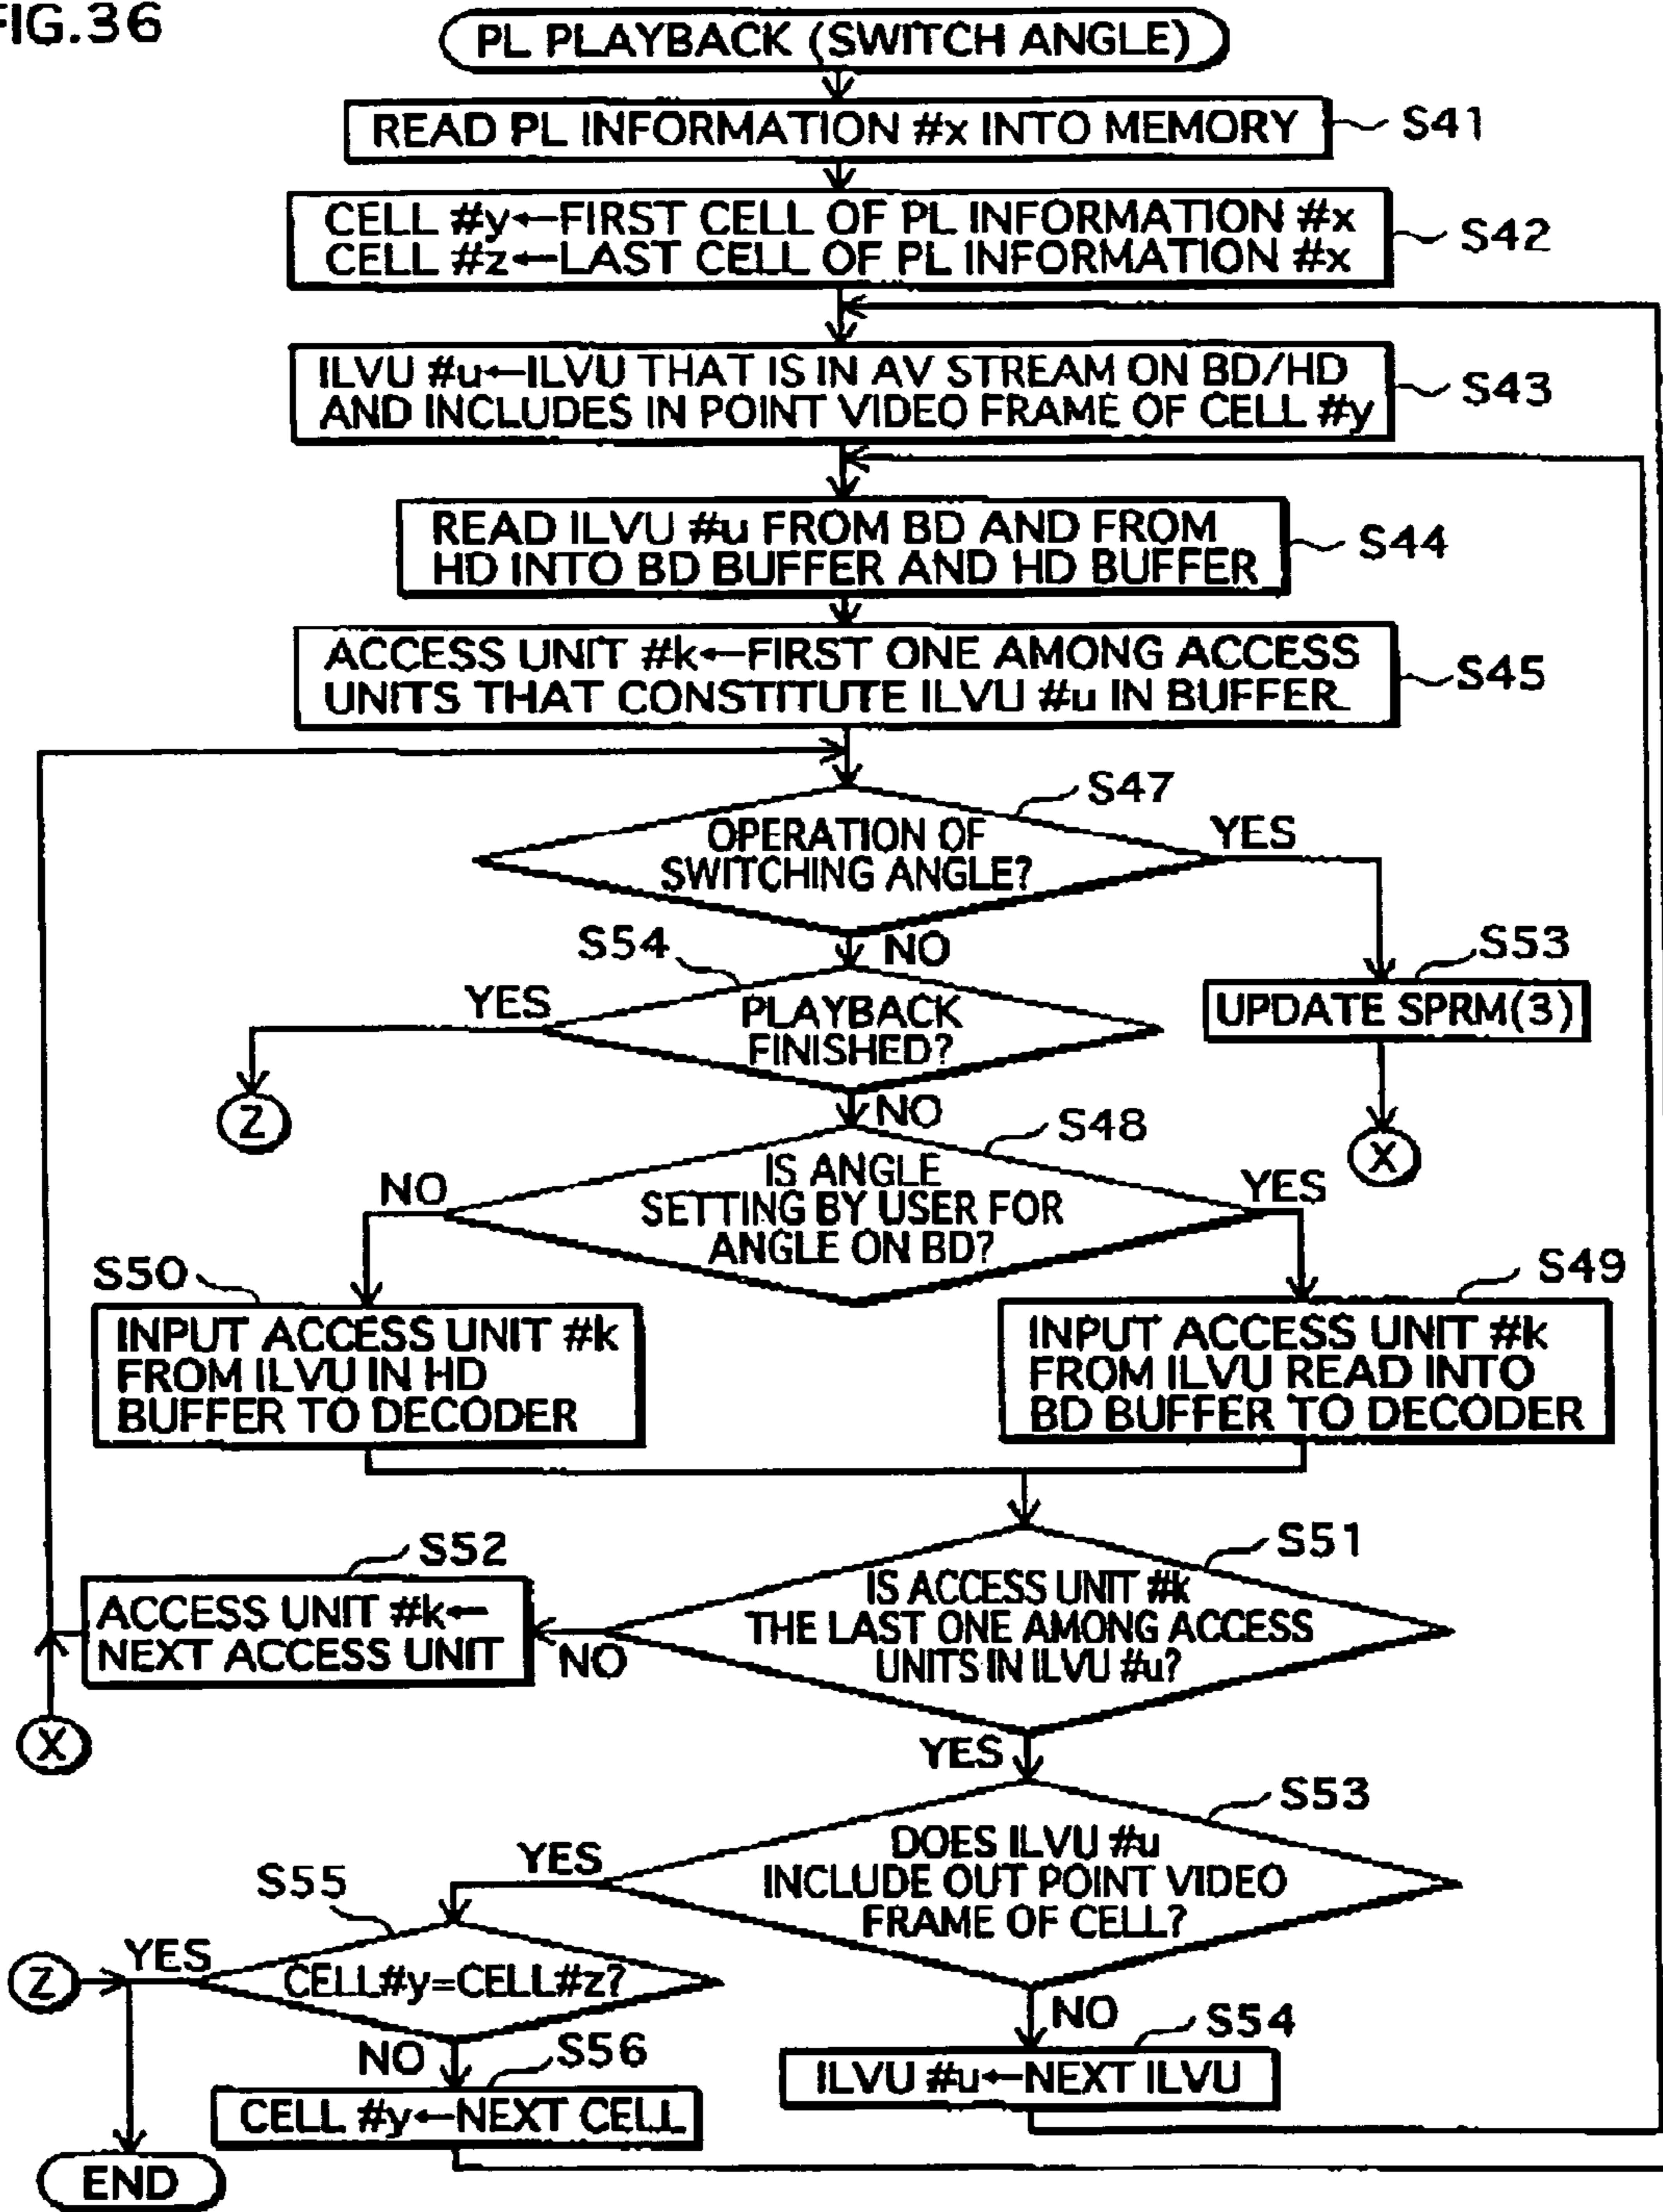 FIG.36
PL PLAYBACK (SWITCH ANGLE)
READ PL INFORMATION #x INTO MEMORY
S41
CELL #y←FIRST CELL OF PL INFORMATION #x
CELL #z←LAST CELL OF PL INFORMATION #x
S42
ILVU #u←ILVU THAT IS IN AV STREAM ON BD/HD
AND INCLUDES IN POINT VIDEO FRAME OF CELL #y
S43
READ ILVU #u FROM BD AND FROM
HD INTO BD BUFFER AND HD BUFFER
S44
ACCESS UNIT #k←FIRST ONE AMONG ACCESS
UNITS THAT CONSTITUTE ILVU #u IN BUFFER
S45
S47
OPERATION OF
SWITCHING ANGLE?
YES
NO
S53
UPDATE SPRM(3)
X
S54
PLAYBACK
FINISHED?
YES
Z
NO
S48
IS ANGLE
SETTING BY USER FOR
ANGLE ON BD?
NO
YES
S50
INPUT ACCESS UNIT #k
FROM ILVU IN HD
BUFFER TO DECODER
S49
INPUT ACCESS UNIT #k
FROM ILVU READ INTO
BD BUFFER TO DECODER
S51
IS ACCESS UNIT #k
THE LAST ONE AMONG ACCESS
UNITS IN ILVU #u?
NO
S52
ACCESS UNIT #k←
NEXT ACCESS UNIT
X
YES
S53
DOES ILVU #u
INCLUDE OUT POINT VIDEO
FRAME OF CELL?
YES
S55
CELL#y=CELL#z?
YES
Z
NO
S54
ILVU #u←NEXT ILVU
NO
S56
CELL #y←NEXT CELL
END